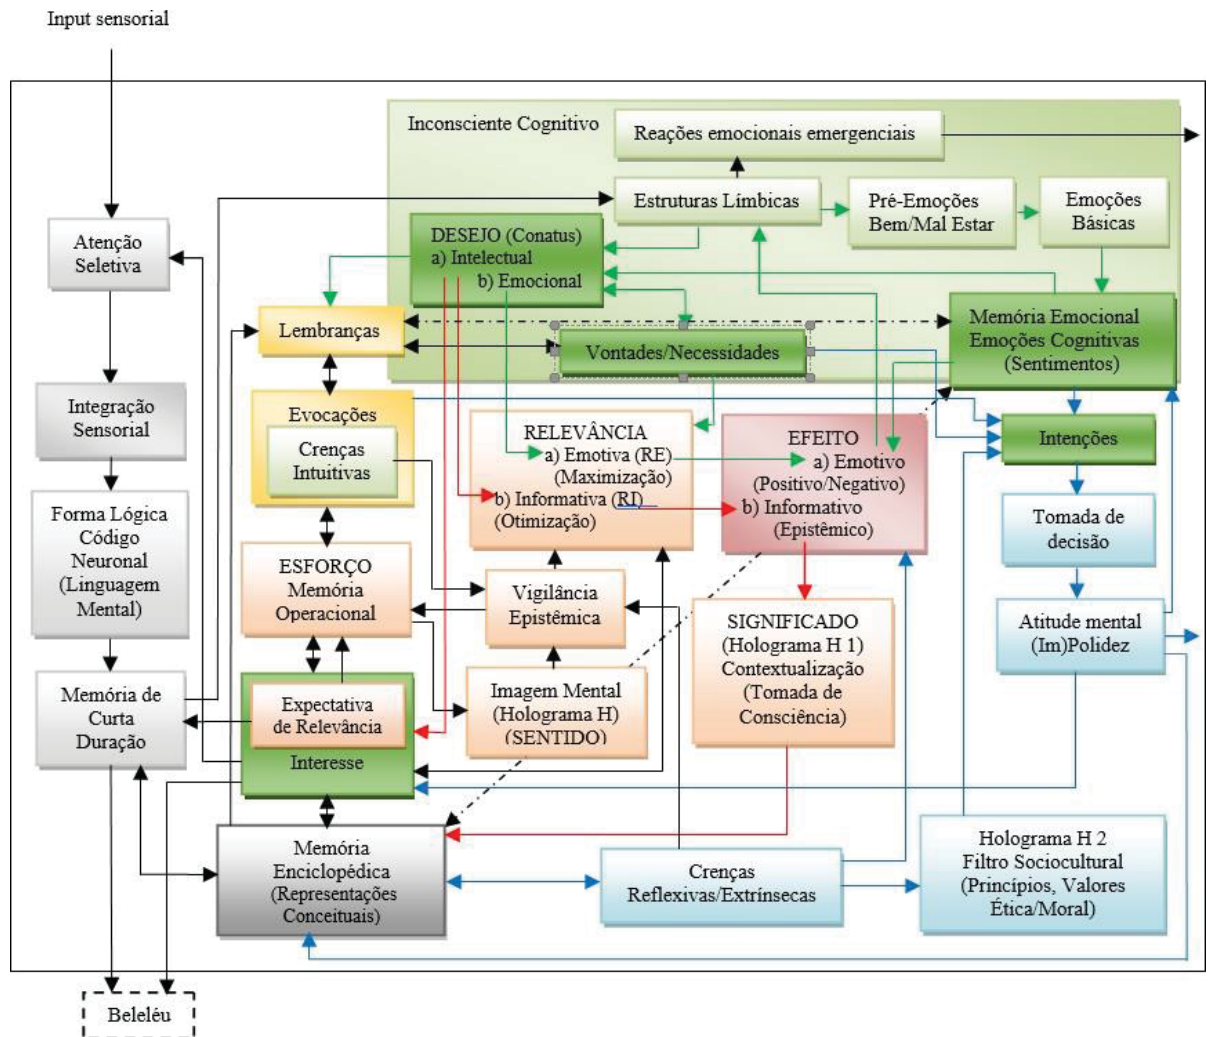 Input sensorial
Inconsciente Cognitivo
Reações emocionais emergenciais
Estruturas Límbicas
Pré-Emoções
Bem/Mal Estar
Emoções
Básicas
Atenção
Seletiva
DESEJO (Conatus)
a) Intelectual
b) Emocional
Lembranças
Vontades/Necessidades
Memória Emocional
Emoções Cognitivas
(Sentimentos)
Integração
Sensorial
Evocações
Crenças
Intuitivas
RELEVÂNCIA
a) Emotiva (RE)
(Maximização)
b) Informativa (RI)
(Otimização)
EFEITO
a) Emotivo
(Positivo/Negativo)
b) Informativo
(Epistêmico)
Intenções
Forma Lógica
Código
Neuronal
(Linguagem
Mental)
Tomada de
decisão
ESFORÇO
Memória
Operacional
Vigilância
Epistêmica
SIGNIFICADO
(Holograma H 1)
Contextualização
(Tomada de
Consciência)
Atitude mental
(Im)Polidez
Memória de
Curta
Duração
Expectativa
de Relevância
Interesse
Imagem Mental
(Holograma H)
(SENTIDO)
Memória
Enciclopédica
(Representações
Conceituais)
Crenças
Reflexivas/Extrínsecas
Holograma H 2
Filtro Sociocultural
(Princípios, Valores
Ética/Moral)
Beleléu